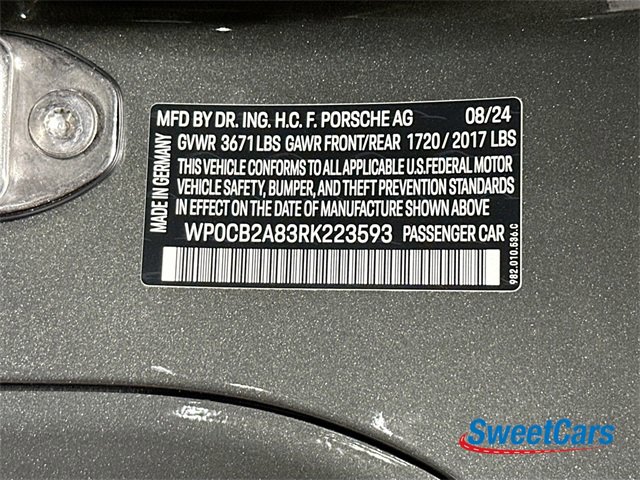 MFD BY DR. ING. H.C. F. PORSCHE AG 08/24
GVWR 3671 LBS GAWR FRONT/REAR 1720/2017 LBS
THIS VEHICLE CONFORMS TO ALL APPLICABLE U.S. FEDERAL MOTOR
VEHICLE SAFETY, BUMPER, AND THEFT PREVENTION STANDARDS
IN EFFECT ON THE DATE OF MANUFACTURE SHOWN ABOVE
WP0CB2A83RK223593 PASSENGER CAR
MADE IN GERMANY
982.010.536.C
SweetCars